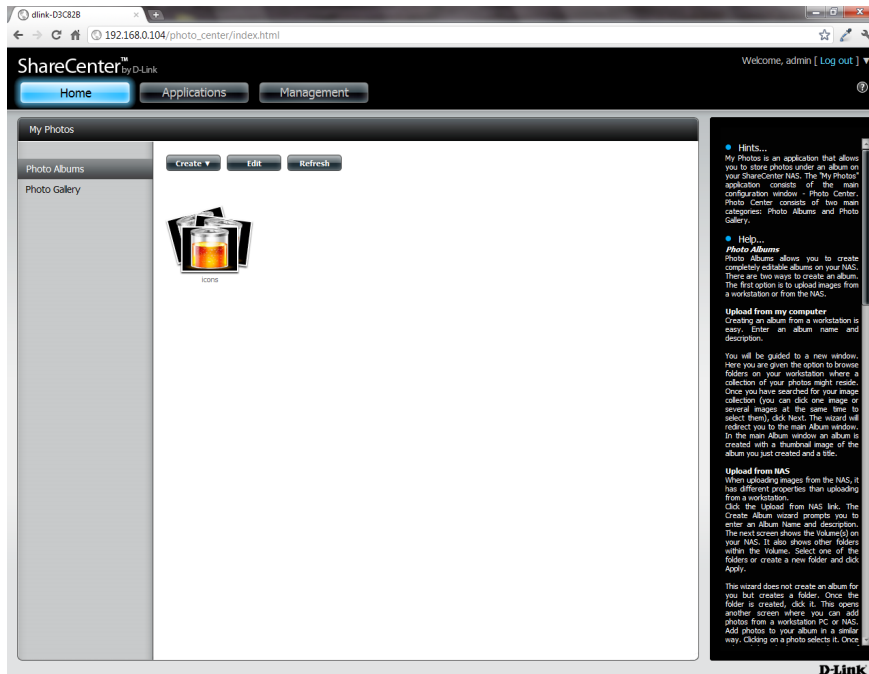 dlink-D3C82B
192.168.0.104/photo_center/index.html
ShareCenter™ by D-Link
Welcome, admin [ Log out ]
Home Applications Management
My Photos
Photo Albums
Photo Gallery
Create Edit Refresh
icons
Hints...
My Photos is an application that allows
you to store photos under an album on
your ShareCenter NAS. The "My Photos"
application consists of the main
configuration window - Photo Center.
Photo Center consists of two main
categories: Photo Albums and Photo
Gallery.
Help...
Photo Albums
Photo Albums allows you to create
completely editable albums on your NAS.
There are two ways to create an album.
The first option is to upload images from
a workstation or from the NAS.
Upload from my computer
Creating an album from a workstation is
easy. Enter an album name and
description.
You will be guided to a new window.
Here you are given the option to browse
folders on your workstation where a
collection of your photos might reside.
Once you have searched for your image
collection (you can click one image or
several images at the same time to
select them), click Next. The wizard will
redirect you to the main Album window.
In the main Album window an album is
created with a thumbnail image of the
album you just created and a title.
Upload from NAS
When uploading images from the NAS, it
has different properties than uploading
from a workstation.
Click the Upload from NAS link. The
Create Album wizard prompts you to
enter an Album Name and description.
The next screen shows the Volume(s) on
your NAS. It also shows other folders
within the Volume. Select one of the
folders or create a new folder and click
Apply.
This wizard does not create an album for
you but creates a folder. Once the
folder is created, click it. This opens
another screen where you can add
photos from a workstation PC or NAS.
Add photos to your album in a similar
way. Clicking on a photo selects it. Once
D-Link